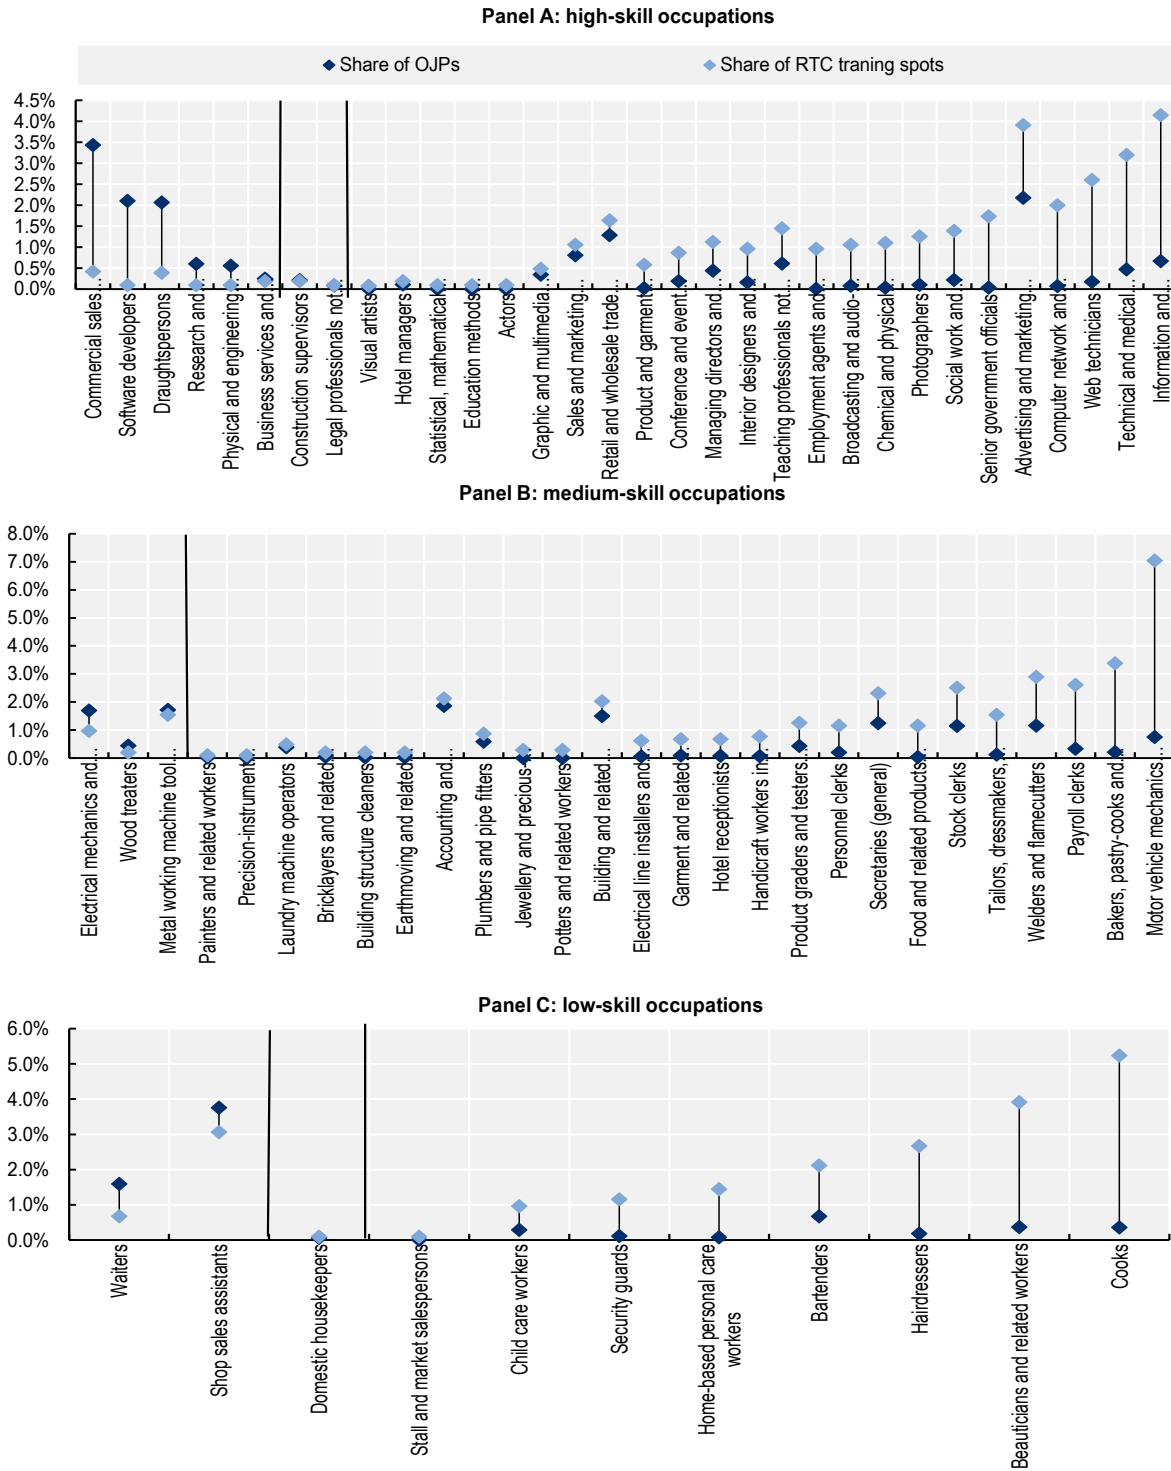 Panel A: high-skill occupations
Share of OJPs
Share of RTC traning spots
4.5%
4.0%
3.5%
3.0%
2.5%
2.0%
1.5%
1.0%
0.5%
0.0%
Commercial sales...
Software developers
Draughtspersons
Research and...
Physical and engineering...
Business services and...
Construction supervisors
Legal professionals not...
Visual artists
Hotel managers
Statistical, mathematical...
Education methods...
Actors
Graphic and multimedia...
Sales and marketing...
Retail and wholesale trade...
Product and garment...
Conference and event...
Managing directors and...
Interior designers and...
Teaching professionals not...
Employment agents and...
Broadcasting and audio-...
Chemical and physical...
Photographers
Social work and...
Senior government officials
Advertising and marketing...
Computer network and...
Web technicians
Technical and medical...
Information and...
Panel B: medium-skill occupations
8.0%
7.0%
6.0%
5.0%
4.0%
3.0%
2.0%
1.0%
0.0%
Electrical mechanics and...
Wood treaters
Metal working machine tool...
Painters and related workers
Precision-instrument...
Laundry machine operators
Bricklayers and related...
Building structure cleaners
Earthmoving and related...
Accounting and...
Plumbers and pipe fitters
Jewellery and precious-...
Potters and related workers
Building and related...
Electrical line installers and...
Garment and related...
Hotel receptionists
Handicraft workers in...
Product graders and testers...
Personnel clerks
Secretaries (general)
Food and related products...
Stock clerks
Tailors, dressmakers,...
Welders and flamecutters
Payroll clerks
Bakers, pastry-cooks and...
Motor vehicle mechanics...
Panel C: low-skill occupations
6.0%
5.0%
4.0%
3.0%
2.0%
1.0%
0.0%
Waiters
Shop sales assistants
Domestic housekeepers
Stall and market salespersons
Child care workers
Security guards
Home-based personal care
workers
Bartenders
Hairdressers
Beauticians and related workers
Cooks